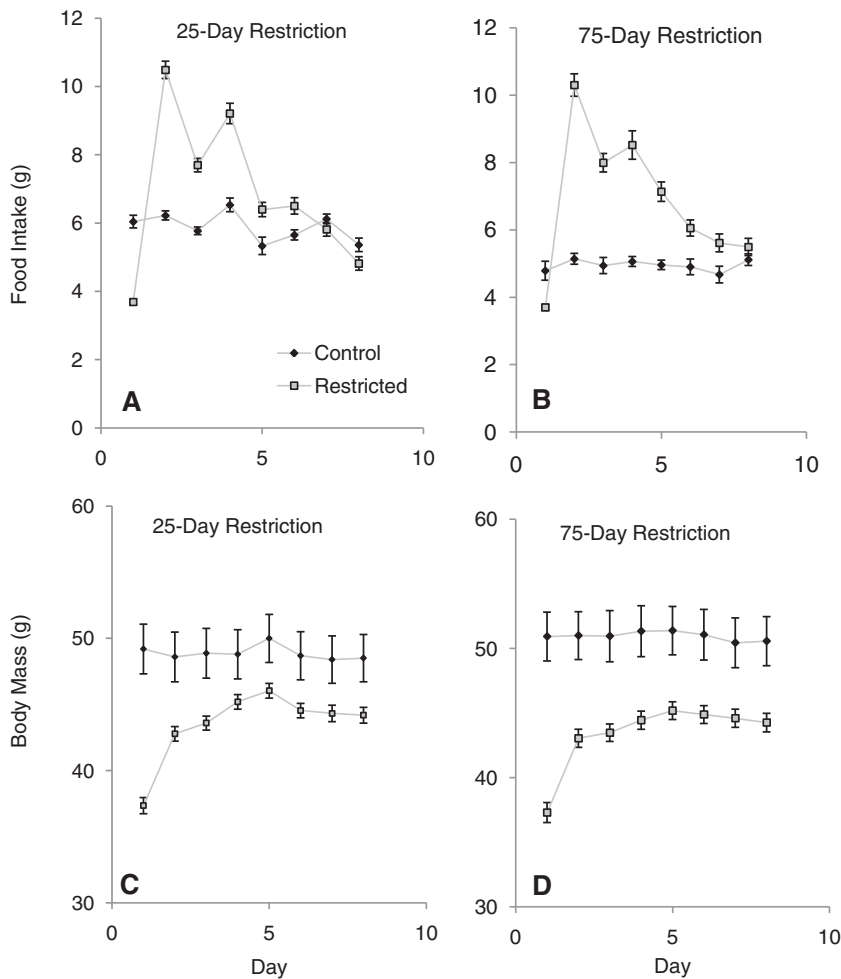 25-Day Restriction
12
10
8
6
4
2
0
0
5
10
Food Intake (g)
Control
Restricted
A
75-Day Restriction
12
10
8
6
4
2
0
0
5
10
B
25-Day Restriction
60
50
40
30
0
5
10
Body Mass (g)
Day
C
75-Day Restriction
60
50
40
30
0
5
10
Day
D